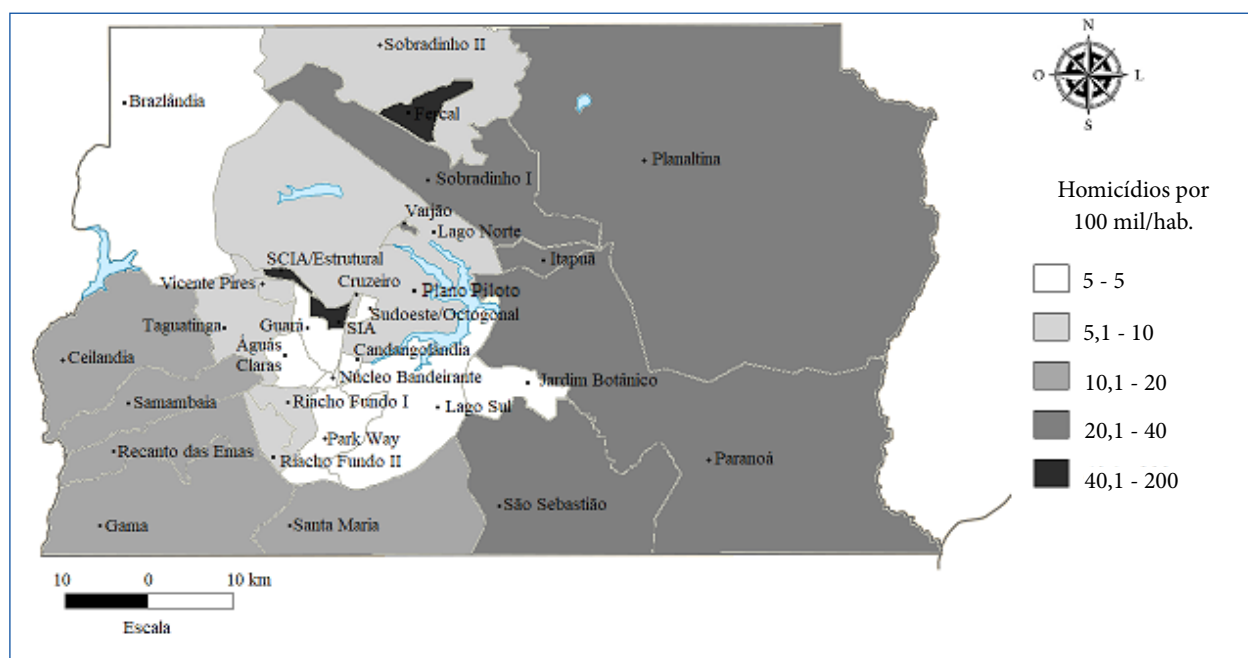 Sobradinho II
Brazlândia
Fercal
Planaltina
Sobradinho I
Varjão
Lago Norte
SCIA/Estrutural
Itapuã
Vicente Pires
Cruzeiro
Plano Piloto
Sudoeste/Octogonal
Taguatinga
Guará
SIA
Águas
Claras
Candangolândia
Ceilandia
Núcleo Bandeirante
Jardim Botânico
Samambaia
Riacho Fundo I
Lago Sul
Park Way
Recanto das Emas
Riacho Fundo II
Paranoá
São Sebastião
Gama
Santa Maria
10 0 10 km
Escala
N
O L
S
Homicídios por
100 mil/hab.
5 - 5
5,1 - 10
10,1 - 20
20,1 - 40
40,1 - 200